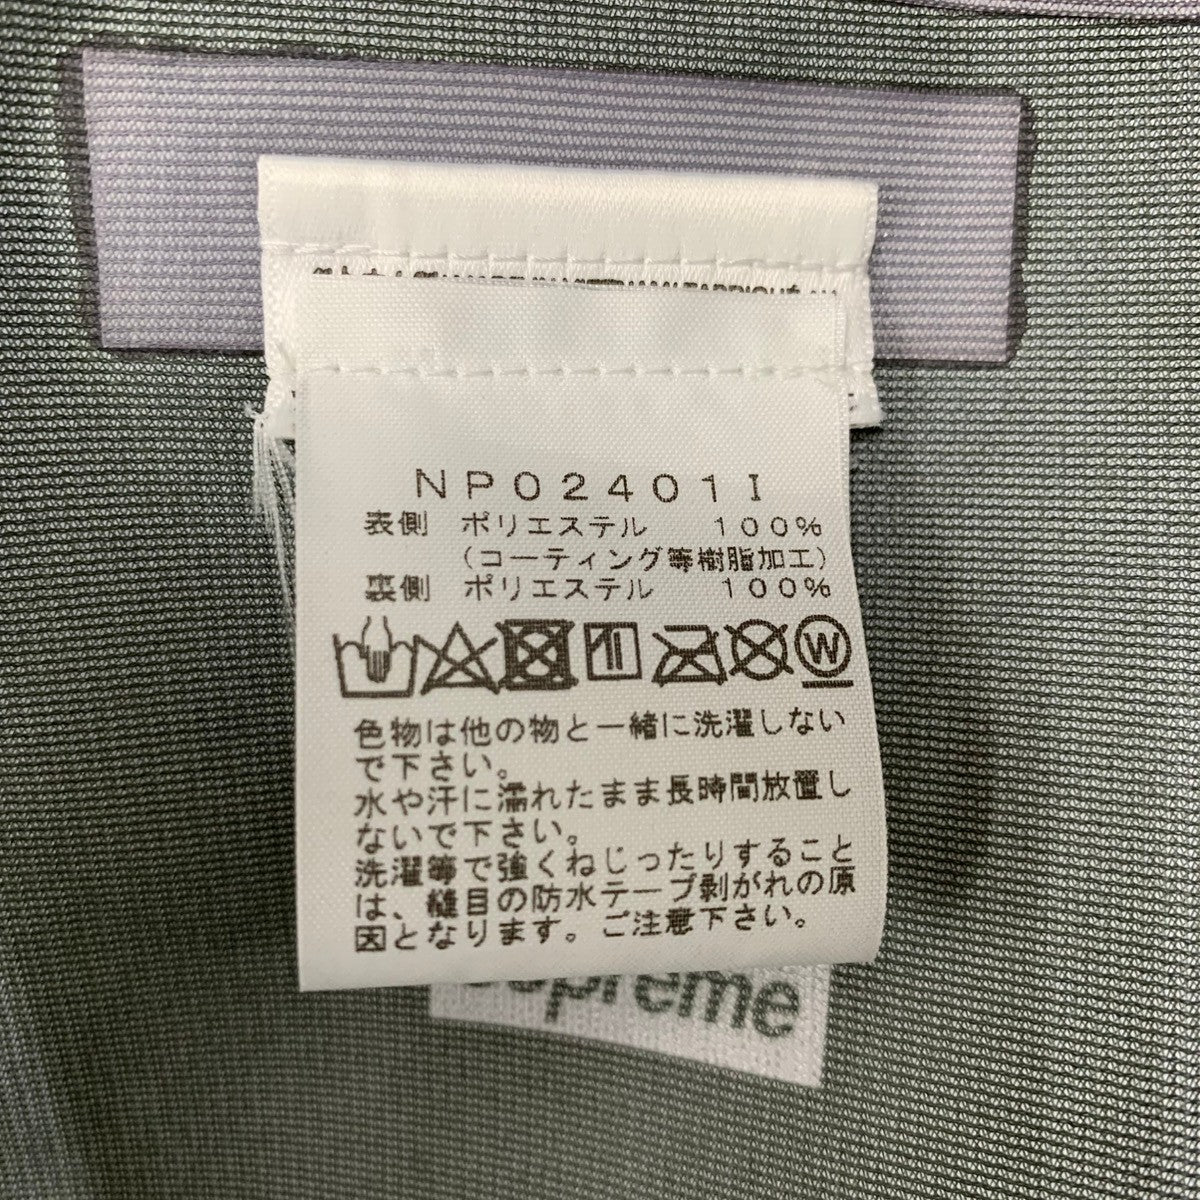 NP02401I
表側 ポリエステル 100%
(コーティング等樹脂加工)
裏側 ポリエステル 100%
W
色物は他の物と一緒に洗濯しない
で下さい。
水や汗に濡れたまま長時間放置し
ないで下さい。
洗濯等で強くねじったりすること
は、縫目の防水テープ剥がれの原
因となります。ご注意下さい。
Supreme